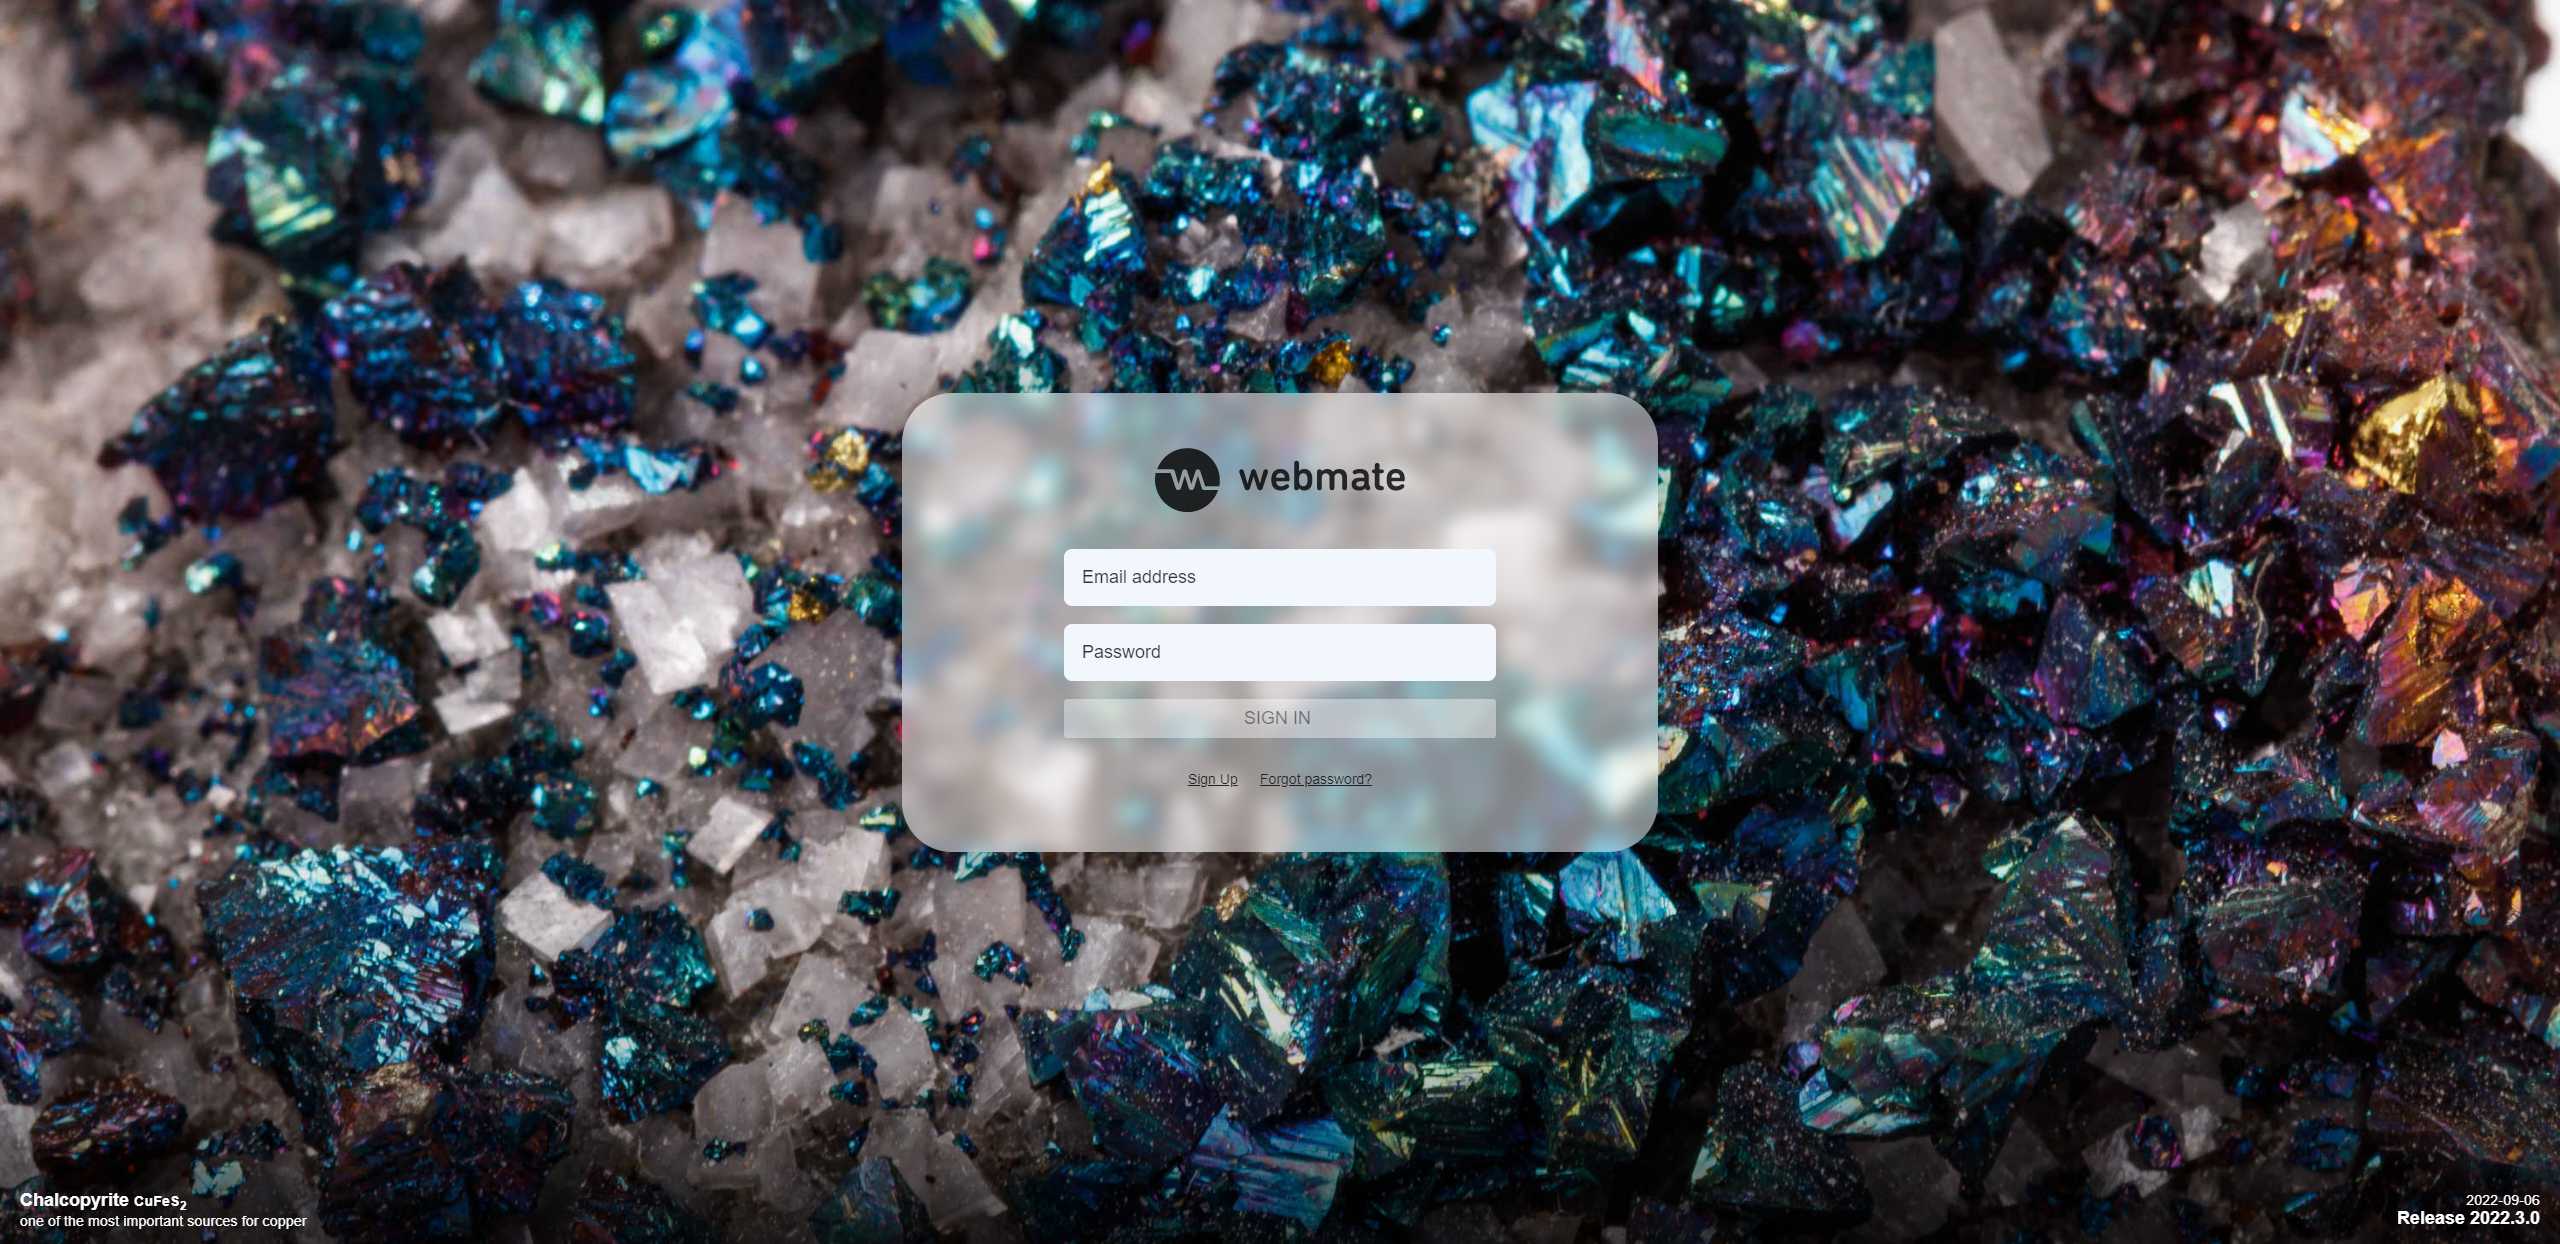 webmate
Email address
Password
SIGN IN
Sign Up Forgot password?
Chalcopyrite CuFeS₂
one of the most important sources for copper
2022-09-06
Release 2022.3.0